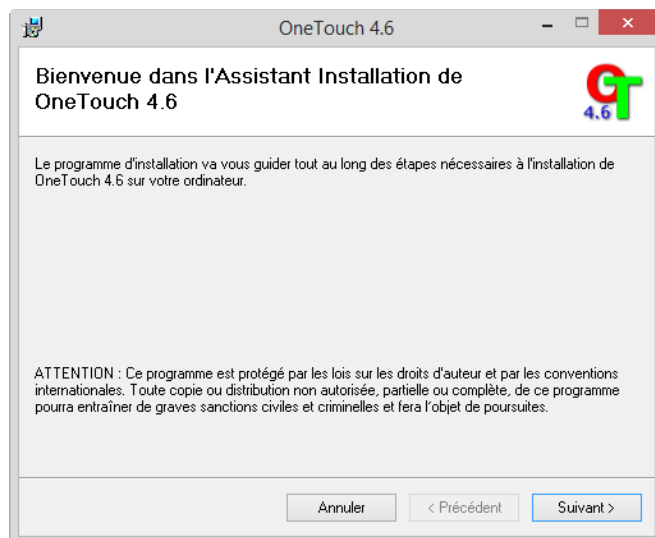 OneTouch 4.6
Bienvenue dans l'Assistant Installation de
OneTouch 4.6
OT
4.6
Le programme d'installation va vous guider tout au long des étapes nécessaires à l'installation de
OneTouch 4.6 sur votre ordinateur.
ATTENTION : Ce programme est protégé par les lois sur les droits d'auteur et par les conventions
internationales. Toute copie ou distribution non autorisée, partielle ou complète, de ce programme
pourra entraîner de graves sanctions civiles et criminelles et fera l'objet de poursuites.
Annuler
< Précédent
Suivant >